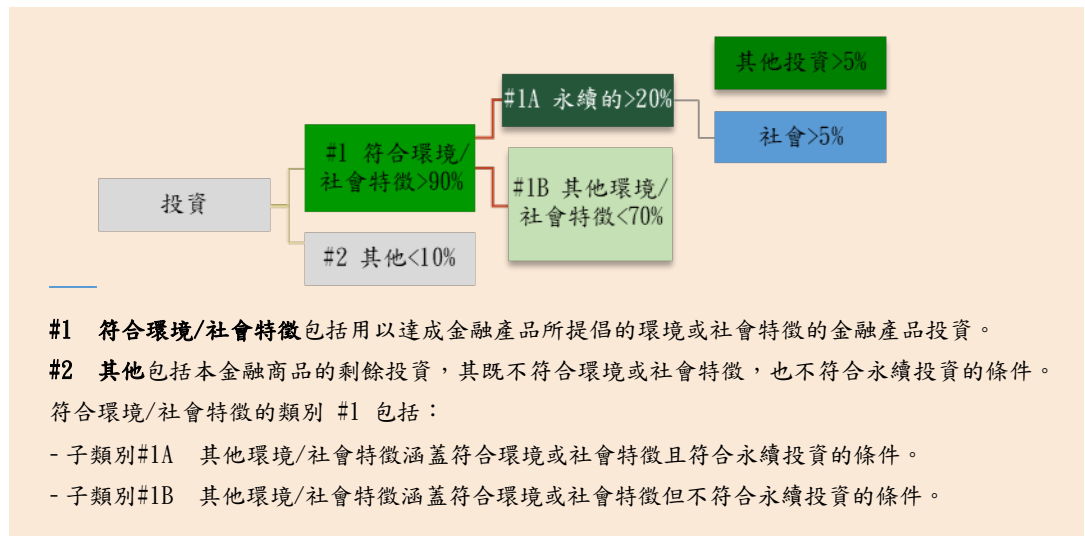 其他投資>5%
#1A 永續的>20%
社會>5%
#1 符合環境/
社會特徵>90%
#1B 其他環境/
社會特徵<70%
投資
#2 其他<10%
#1 符合環境/社會特徵包括用以達成金融產品所提倡的環境或社會特徵的金融產品投資。
#2 其他包括本金融商品的剩餘投資，其既不符合環境或社會特徵，也不符合永續投資的條件。
符合環境/社會特徵的類別 #1 包括：
- 子類別#1A 其他環境/社會特徵涵蓋符合環境或社會特徵且符合永續投資的條件。
- 子類別#1B 其他環境/社會特徵涵蓋符合環境或社會特徵但不符合永續投資的條件。